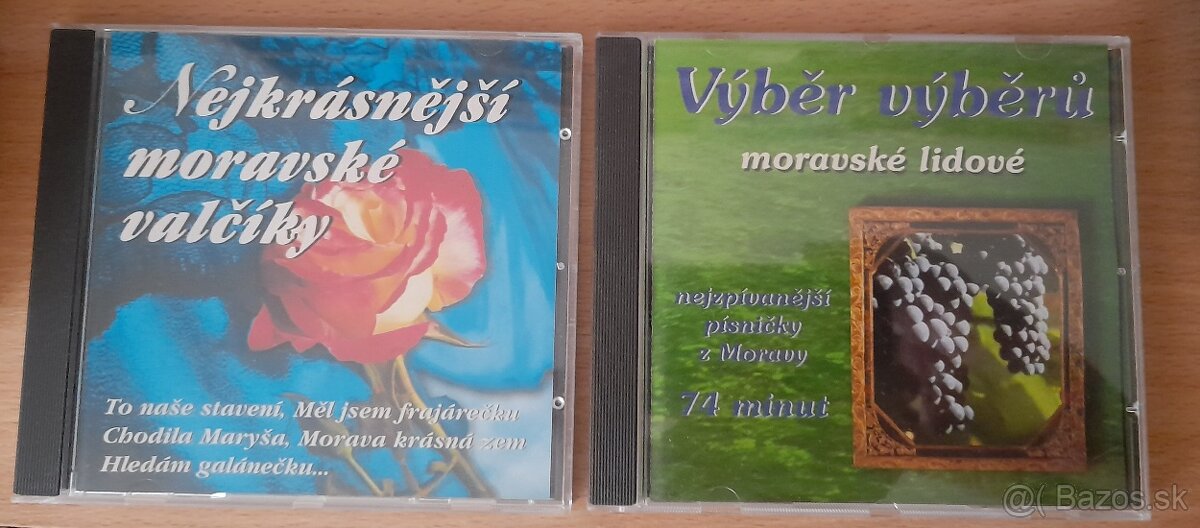 Nejkrásnější
moravské
valčíky
To naše stavení, Měl jsem frajárečku
Chodila Maryša, Morava krásná zem
Hledám galánečku...
Výběr výběrů
moravské lidové
nejzpívanější
písničky
z Moravy
74 minut
@( Bazos.sk